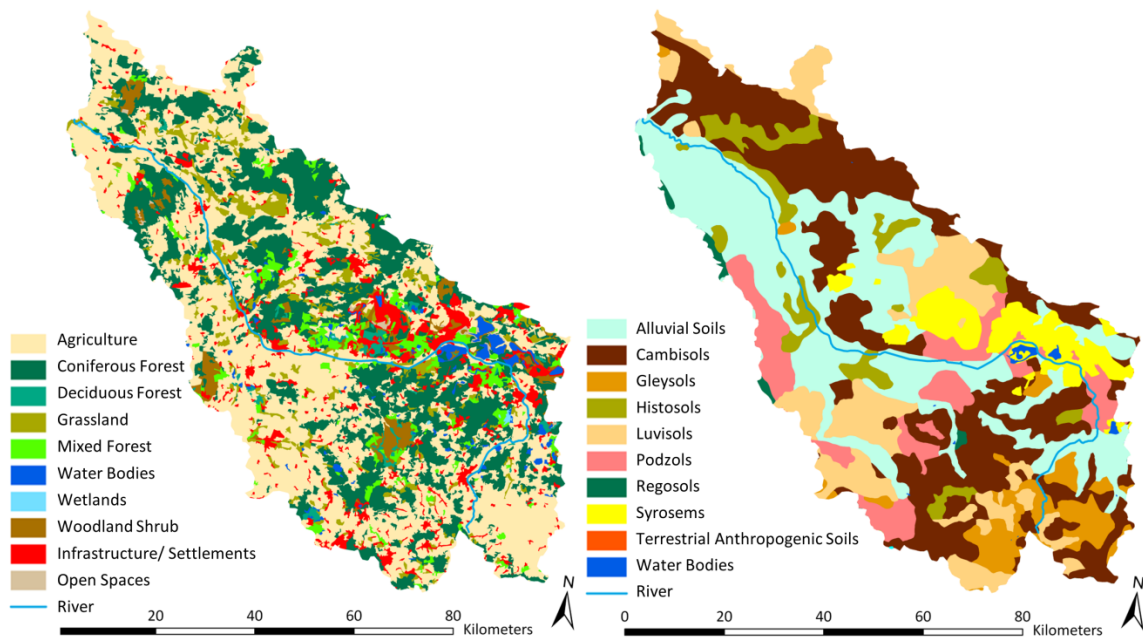 Agriculture
Coniferous Forest
Deciduous Forest
Grassland
Mixed Forest
Water Bodies
Wetlands
Woodland Shrub
Infrastructure/ Settlements
Open Spaces
River
20 40 60 80 Kilometers
N
Alluvial Soils
Cambisols
Gleysols
Histosols
Luvisols
Podzols
Regosols
Syrosems
Terrestrial Anthropogenic Soils
Water Bodies
River
0 20 40 60 80 Kilometers
N